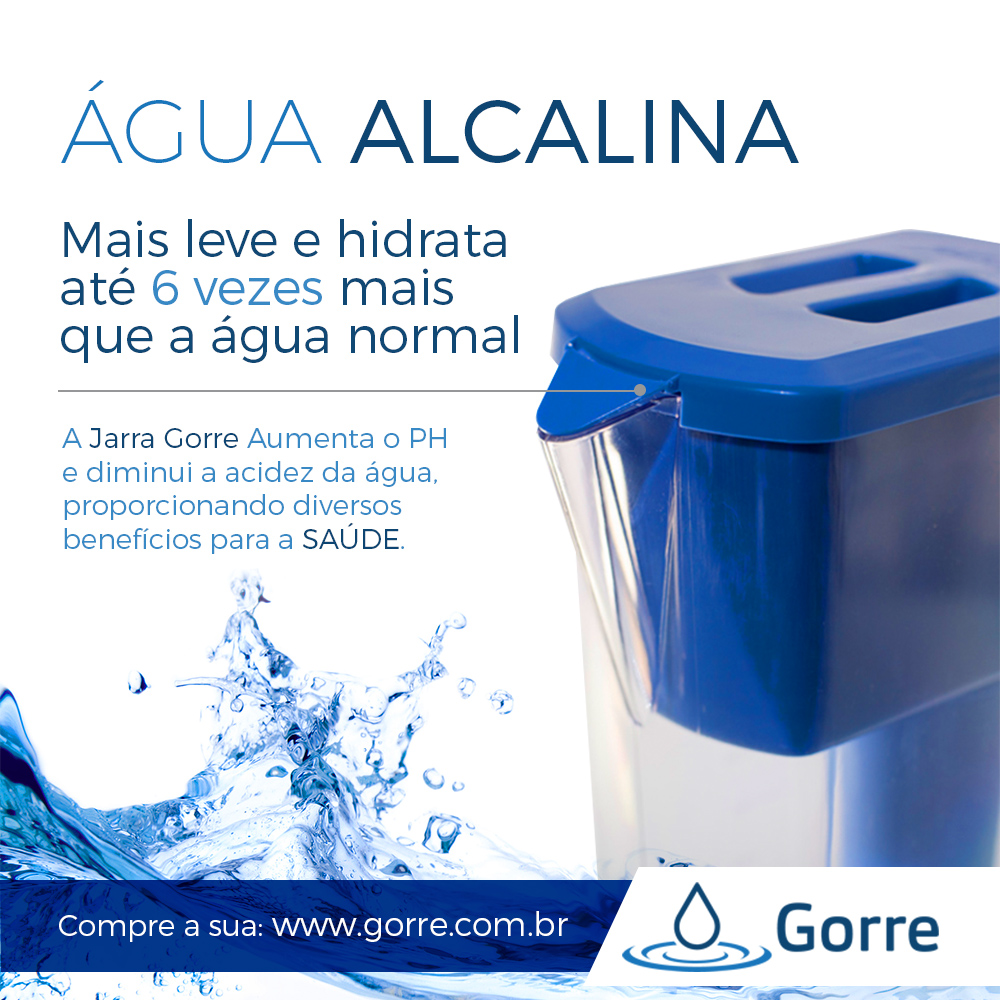 ÁGUA ALCALINA
Mais leve e hidrata
até 6 vezes mais
que a água normal
A Jarra Gorre Aumenta o PH
e diminui a acidez da água,
proporcionando diversos
benefícios para a SAÚDE.
Compre a sua: www.gorre.com.br
Gorre